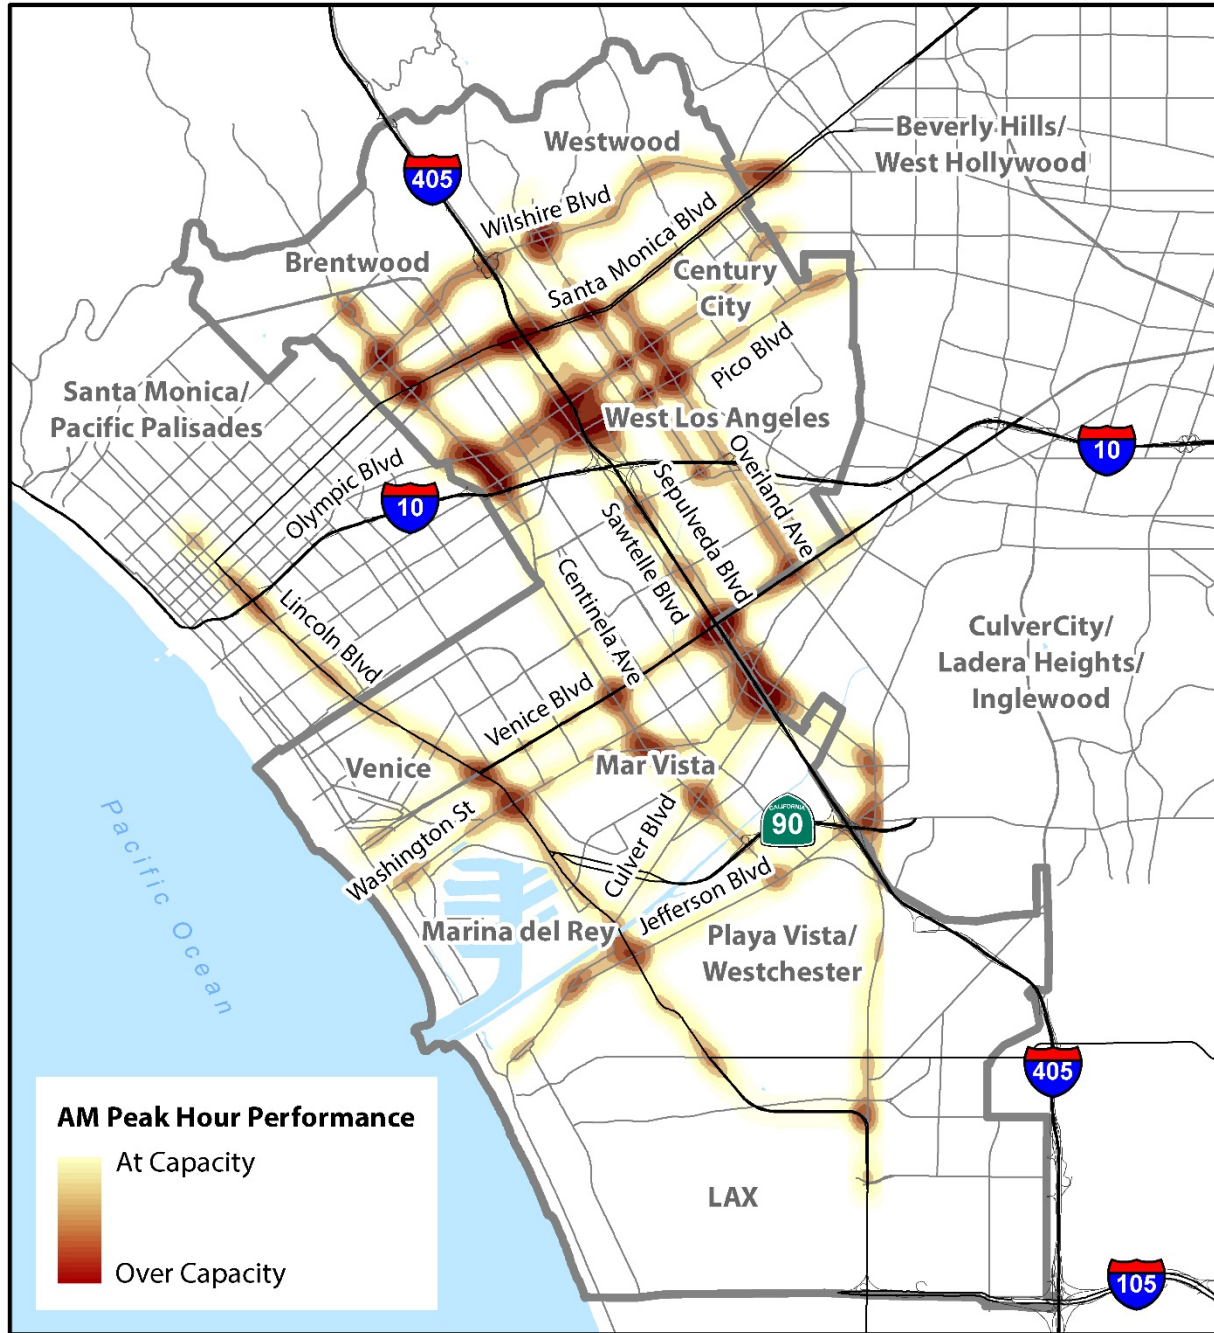 Beverly Hills/
West Hollywood
Westwood
405
Wilshire Blvd
Brentwood
Santa Monica Blvd
Century
City
Pico Blvd
Santa Monica/
Pacific Palisades
West Los Angeles
10
Olympic Blvd
10
Overland Ave
Sepulveda Blvd
Sawtelle Blvd
Centinela Ave
Lincoln Blvd
CulverCity/
Ladera Heights/
Inglewood
Venice Blvd
Venice
Mar Vista
Washington St
Culver Blvd
CALIFORNIA
90
Jefferson Blvd
Marina del Rey
Playa Vista/
Westchester
Pacific Ocean
405
AM Peak Hour Performance
At Capacity
Over Capacity
LAX
105